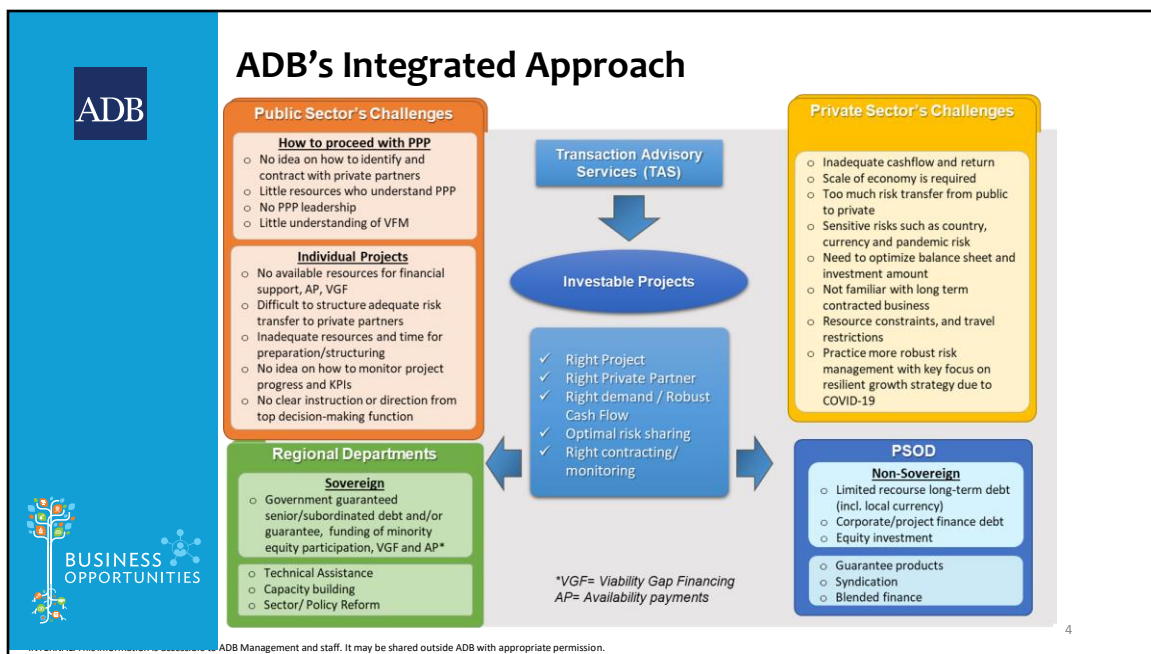 ADB
ADB's Integrated Approach
Public Sector's Challenges
How to proceed with PPP
o No idea on how to identify and
contract with private partners
o Little resources who understand PPP
o No PPP leadership
o Little understanding of VFM
Individual Projects
o No available resources for financial
support, AP, VGF
o Difficult to structure adequate risk
transfer to private partners
o Inadequate resources and time for
preparation/structuring
o No idea on how to monitor project
progress and KPIs
o No clear instruction or direction from
top decision-making function
Regional Departments
Sovereign
o Government guaranteed
senior/subordinated debt and/or
guarantee, funding of minority
equity participation, VGF and AP*
o Technical Assistance
o Capacity building
o Sector/ Policy Reform
Transaction Advisory
Services (TAS)
Investable Projects
✓ Right Project
✓ Right Private Partner
✓ Right demand / Robust
Cash Flow
✓ Optimal risk sharing
✓ Right contracting/
monitoring
*VGF= Viability Gap Financing
AP= Availability payments
Private Sector's Challenges
o Inadequate cashflow and return
o Scale of economy is required
o Too much risk transfer from public
to private
o Sensitive risks such as country,
currency and pandemic risk
o Need to optimize balance sheet and
investment amount
o Not familiar with long term
contracted business
o Resource constraints, and travel
restrictions
o Practice more robust risk
management with key focus on
resilient growth strategy due to
COVID-19
PSOD
Non-Sovereign
o Limited recourse long-term debt
(incl. local currency)
o Corporate/project finance debt
o Equity investment
o Guarantee products
o Syndication
o Blended finance
BUSINESS
OPPORTUNITIES
4
ADB Management and staff. It may be shared outside ADB with appropriate permission.